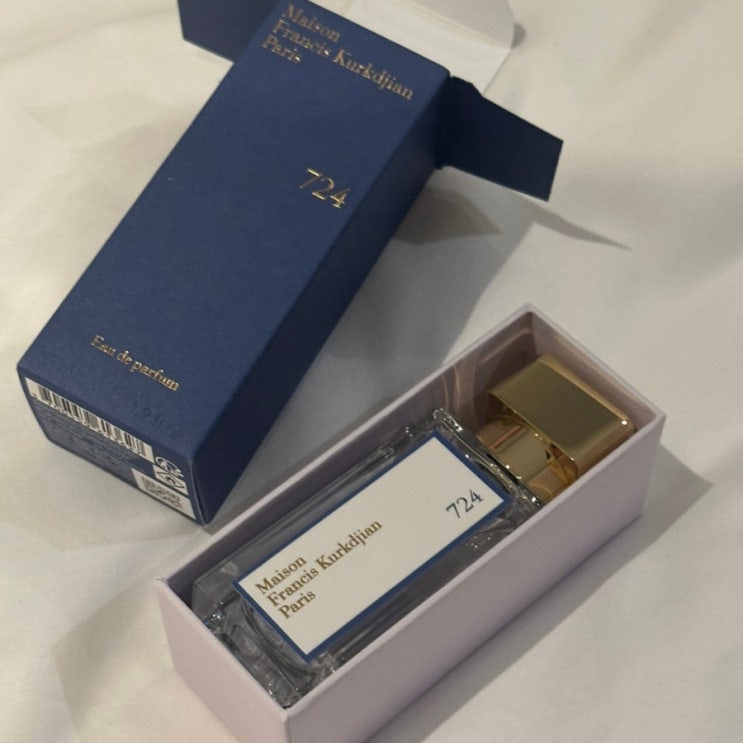 Maison
Francis Kurkdjian
Paris
724
Eau de parfum
Maison
Francis Kurkdjian
Paris
724